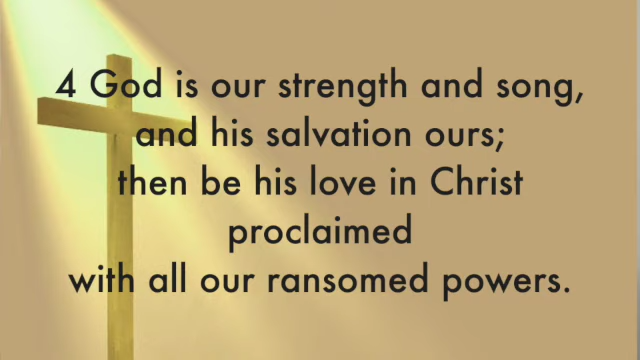 4 God is our strength and song,
and his salvation ours;
then be his love in Christ
proclaimed
with all our ransomed powers.